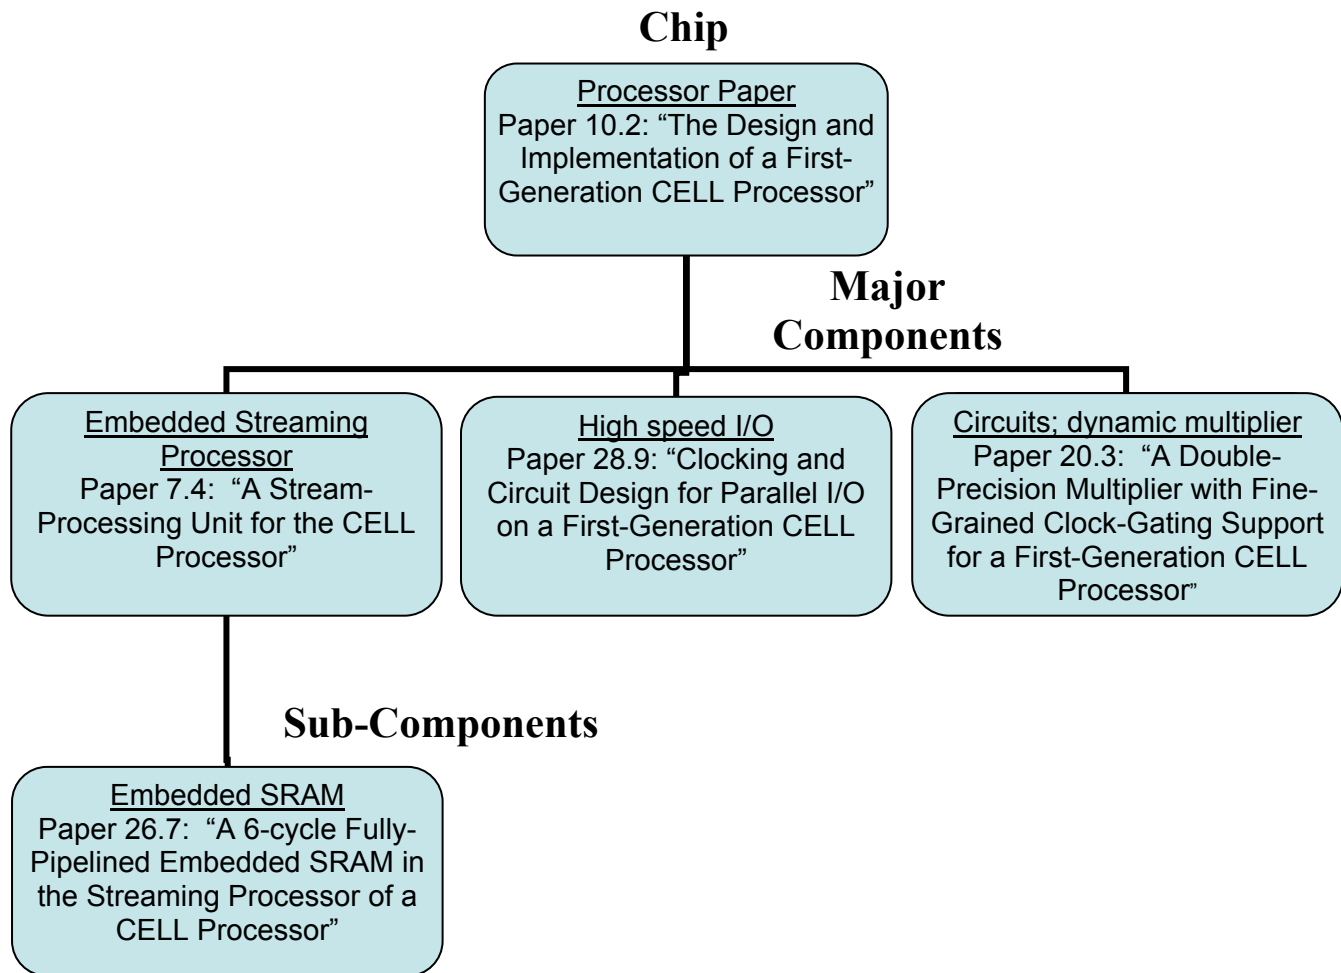 Chip
Processor Paper
Paper 10.2: “The Design and
Implementation of a First-
Generation CELL Processor”
Major
Components
Embedded Streaming
Processor
Paper 7.4:  “A Stream-
Processing Unit for the CELL
Processor”
High speed I/O
Paper 28.9: “Clocking and
Circuit Design for Parallel I/O
on a First-Generation CELL
Processor”
Circuits; dynamic multiplier
Paper 20.3:  “A Double-
Precision Multiplier with Fine-
Grained Clock-Gating Support
for a First-Generation CELL
Processor”
Sub-Components
Embedded SRAM
Paper 26.7:  “A 6-cycle Fully-
Pipelined Embedded SRAM in
the Streaming Processor of a
CELL Processor”